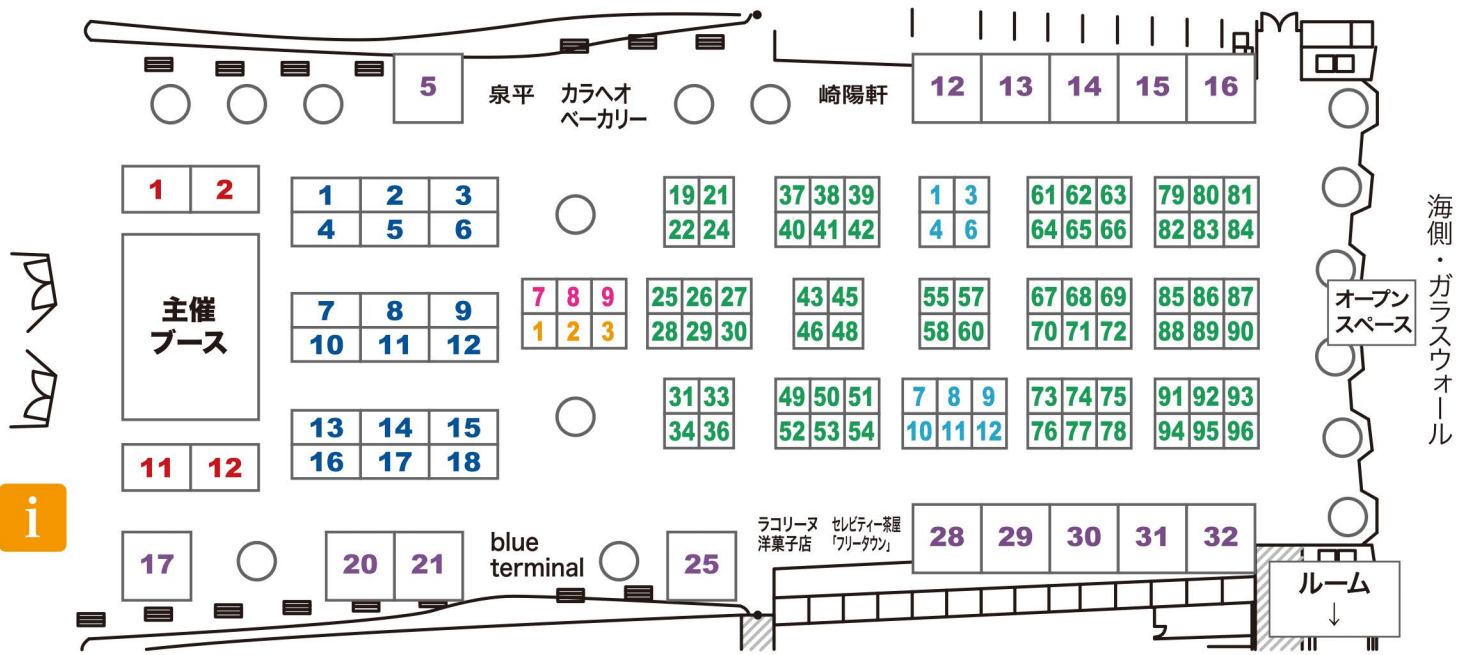 5 泉平 カラヘオ 崎陽軒 12 13 14 15 16
ベーカリー
1 2
1 2 3
4 5 6
19 21
22 24
37 38 39
40 41 42
1 3
4 6
61 62 63
64 65 66
79 80 81
82 83 84
海側・ガラスウォール
主催
ブース
7 8 9
10 11 12
7 8 9
1 2 3
25 26 27
28 29 30
43 45
46 48
55 57
58 60
67 68 69
70 71 72
85 86 87
88 89 90
オープン
スペース
13 14 15
16 17 18
31 33
34 36
49 50 51
52 53 54
7 8 9
10 11 12
73 74 75
76 77 78
91 92 93
94 95 96
11 12
i
17
20 21
blue
terminal
25
ラコリーヌ
洋菓子店
セレビティー茶屋
「フリータウン」
28 29 30 31 32
ルーム
↓